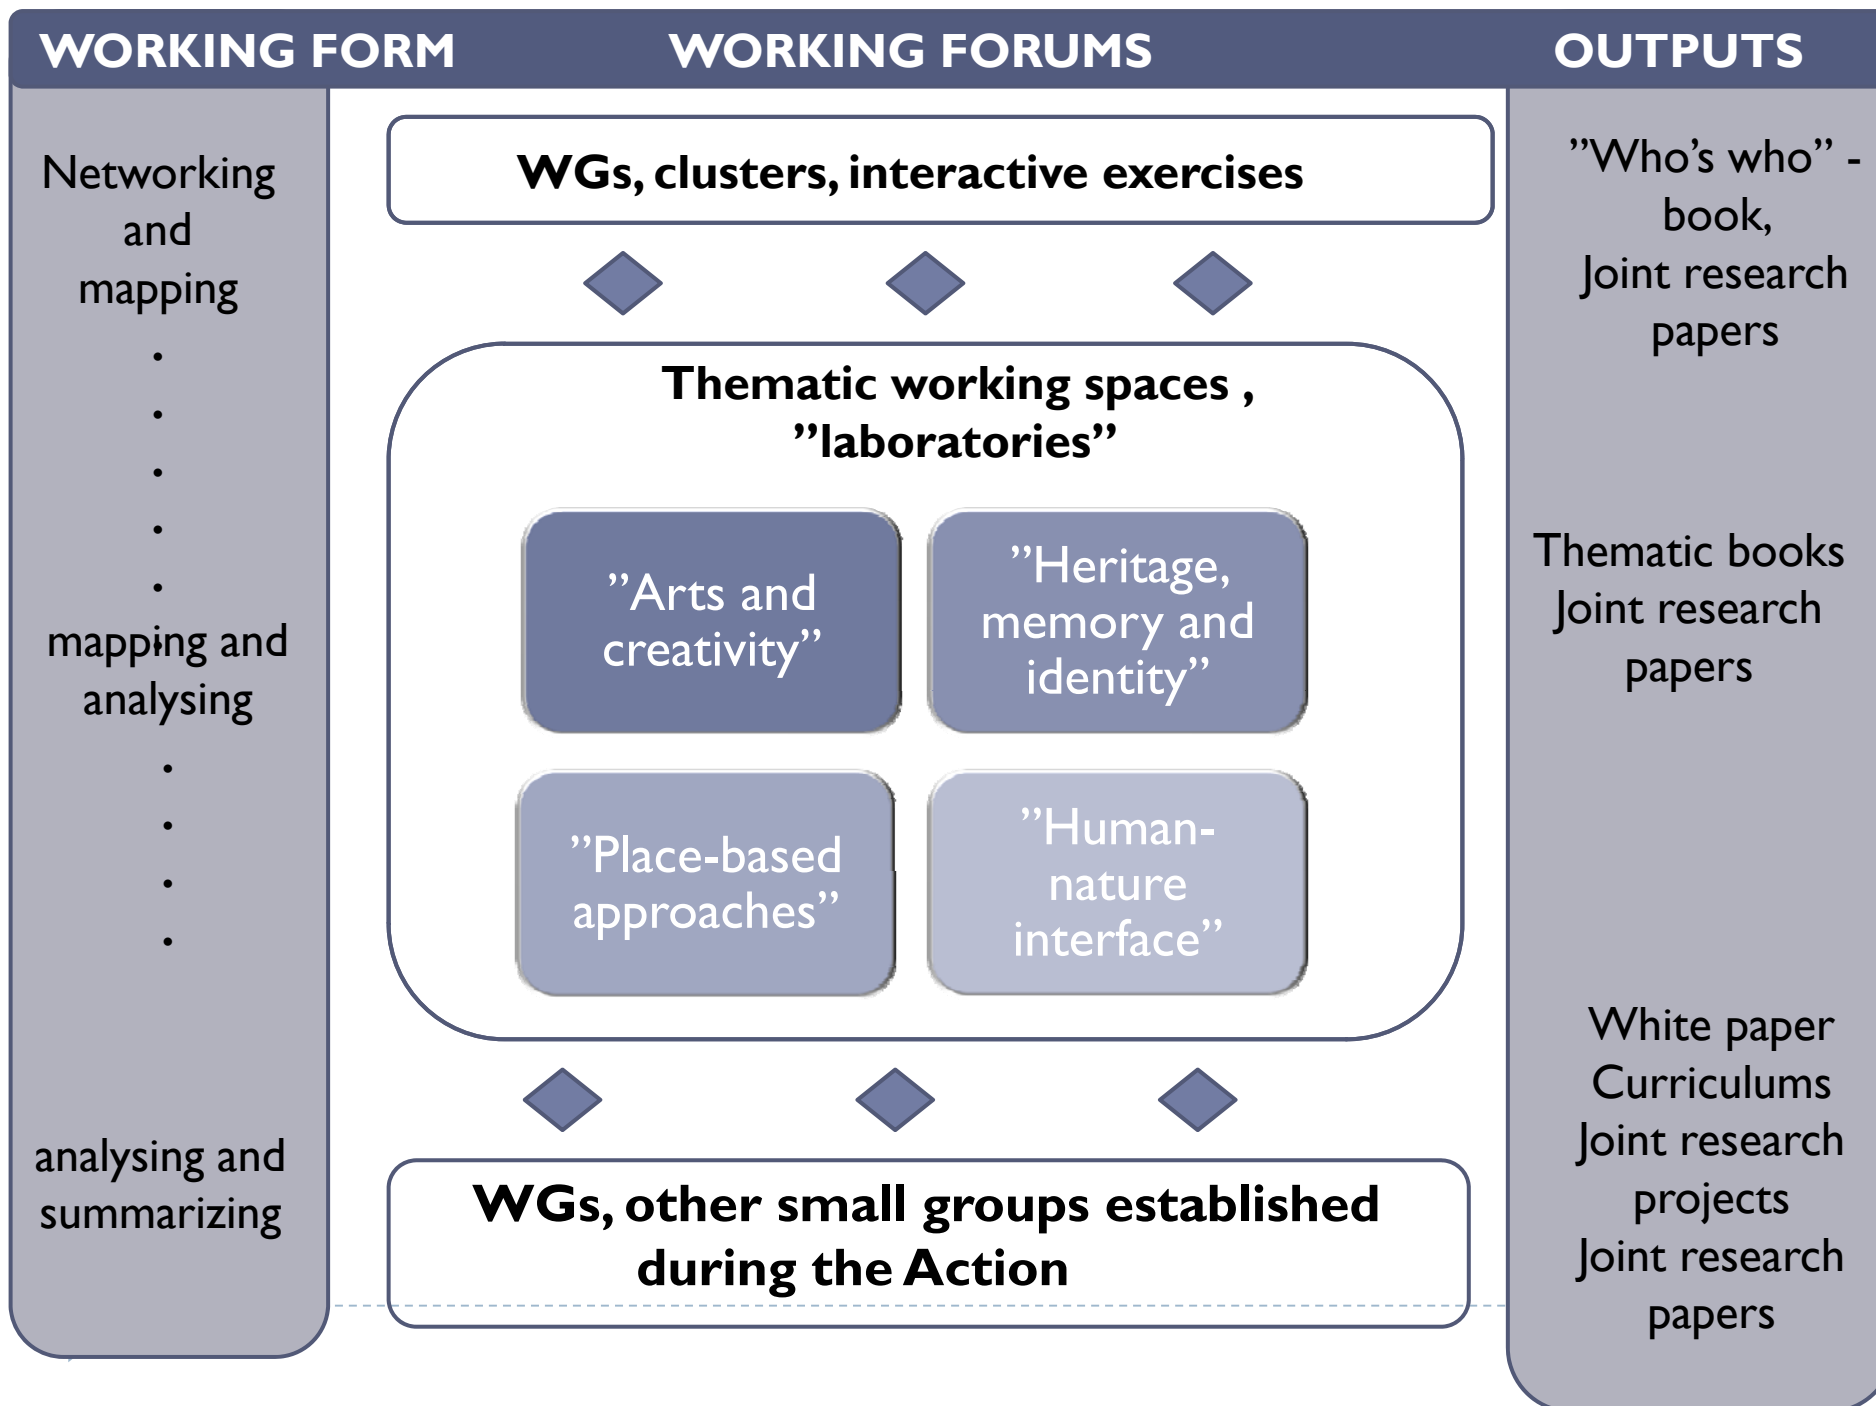 WORKING FORM WORKING FORUMS OUTPUTS
Networking
and
mapping
.
.
.
.
.
.
mapping and
analysing
.
.
.
.
analysing and
summarizing
WGs, clusters, interactive exercises
Thematic working spaces ,
”laboratories”
”Arts and
creativity”
”Heritage,
memory and
identity”
”Place-based
approaches”
”Human-
nature
interface”
WGs, other small groups established
during the Action
”Who’s who” -
book,
Joint research
papers
Thematic books
Joint research
papers
White paper
Curriculums
Joint research
projects
Joint research
papers